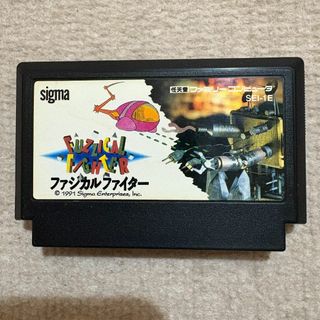 sigma
任天堂 ファミリーコンピュータ
SEI-1E
FUZZICAL
FIGHTER
ファジカルファイター
© 1991 Sigma Enterprises, Inc.